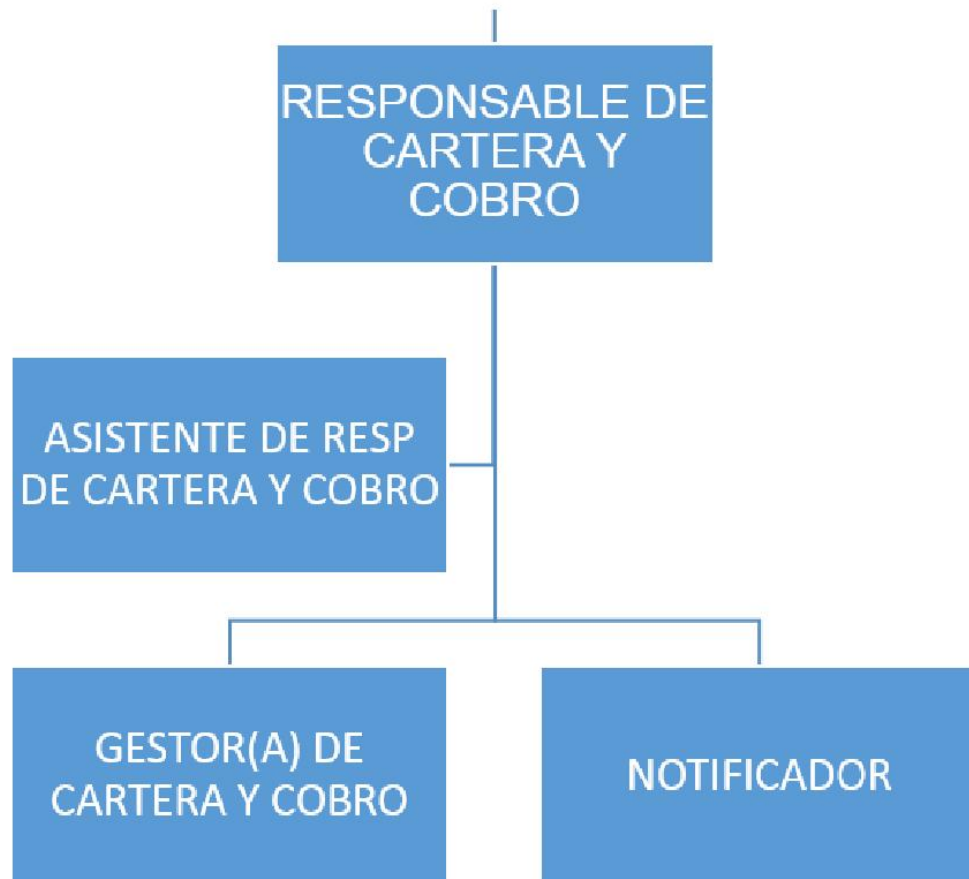 RESPONSABLE DE
CARTERA Y
COBRO
ASISTENTE DE RESP
DE CARTERA Y COBRO
GESTOR(A) DE
CARTERA Y COBRO
NOTIFICADOR